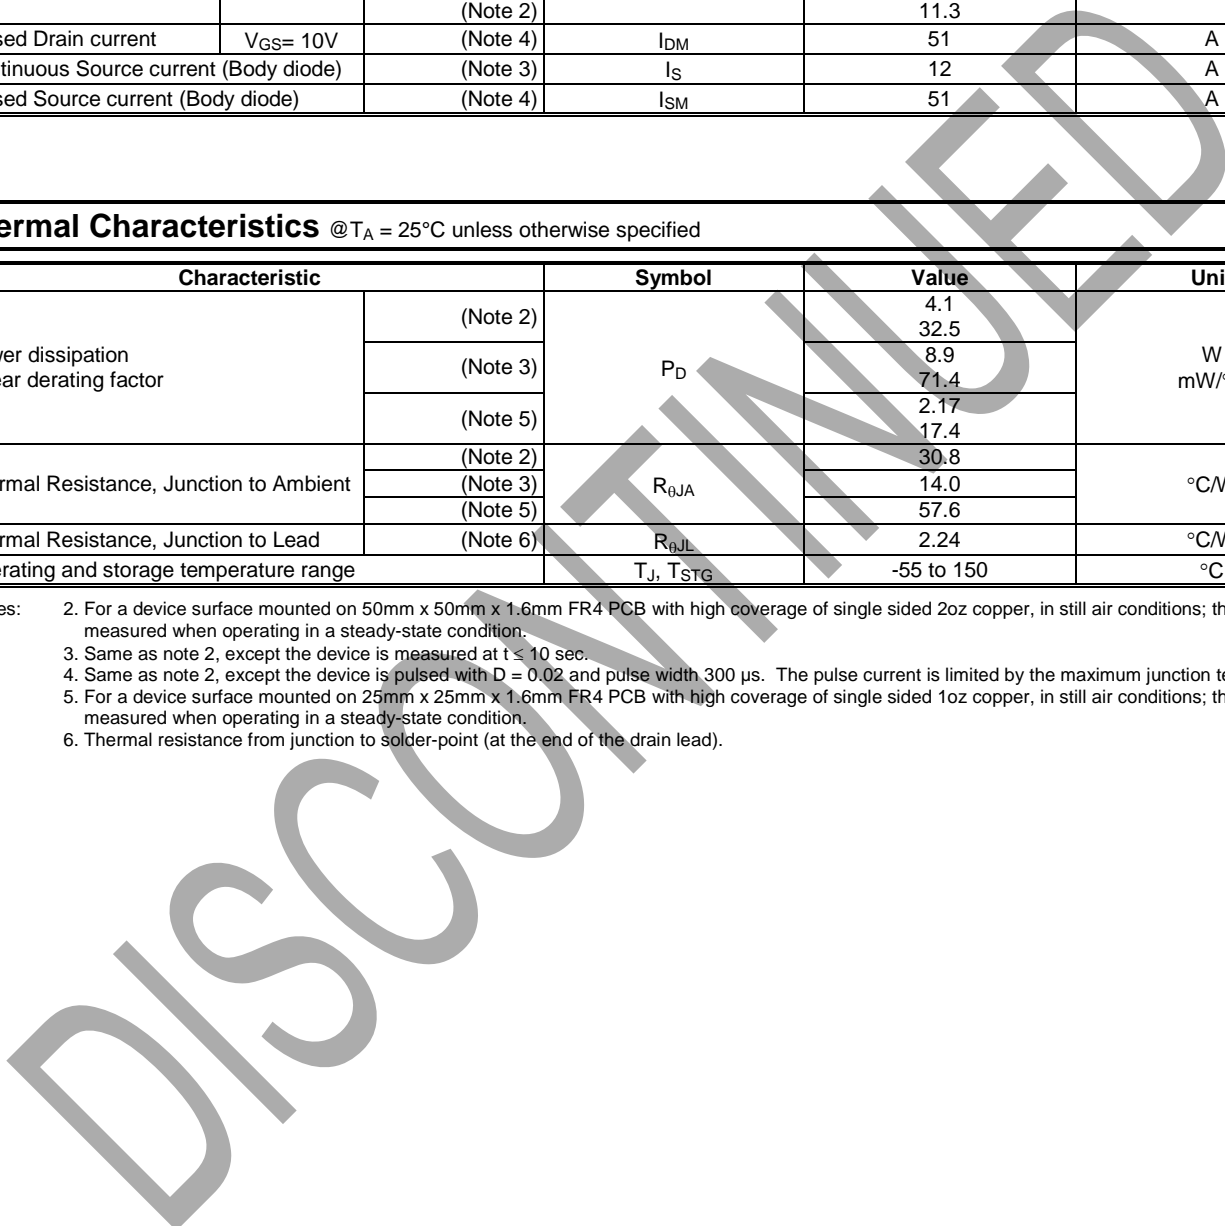 (Note 2) 11.3
sed Drain current VGS= 10V (Note 4) IDM 51 A
tinuous Source current (Body diode) (Note 3) IS 12 A
sed Source current (Body diode) (Note 4) ISM 51 A
ermal Characteristics @TA = 25°C unless otherwise specified
Characteristic Symbol Value Uni
(Note 2) 4.1
32.5
wer dissipation
ear derating factor
(Note 3) PD 8.9 W
71.4 mW/°
(Note 5) 2.17
17.4
(Note 2) 30.8
rmal Resistance, Junction to Ambient (Note 3) RθJA 14.0 °C/W
(Note 5) 57.6
rmal Resistance, Junction to Lead (Note 6) RθJL 2.24 °C/W
erating and storage temperature range TJ, TSTG -55 to 150 °C
es: 2. For a device surface mounted on 50mm x 50mm x 1.6mm FR4 PCB with high coverage of single sided 2oz copper, in still air conditions; th
measured when operating in a steady-state condition.
3. Same as note 2, except the device is measured at t ≤ 10 sec.
4. Same as note 2, except the device is pulsed with D = 0.02 and pulse width 300 µs. The pulse current is limited by the maximum junction te
5. For a device surface mounted on 25mm x 25mm x 1.6mm FR4 PCB with high coverage of single sided 1oz copper, in still air conditions; th
measured when operating in a steady-state condition.
6. Thermal resistance from junction to solder-point (at the end of the drain lead).
DISCONTINUED